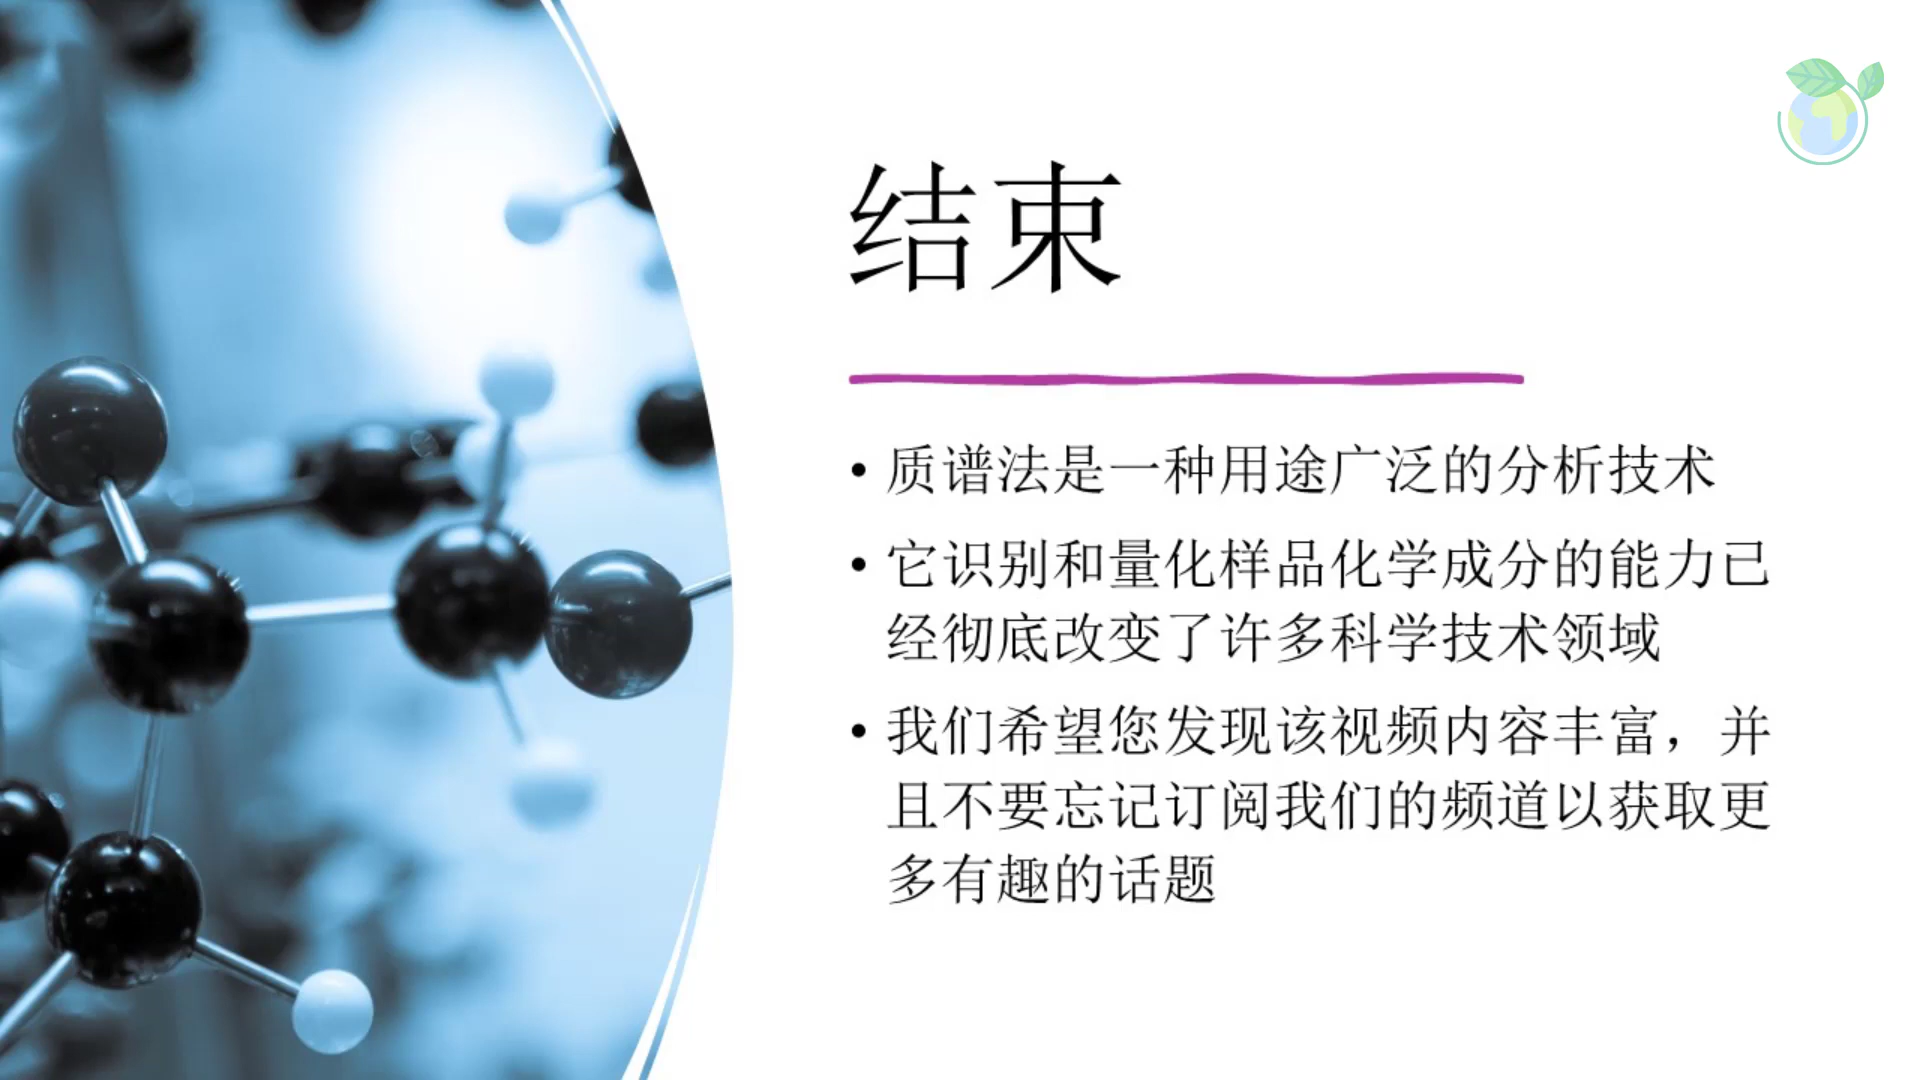 结束
• 质谱法是一种用途广泛的分析技术
• 它识别和量化样品化学成分的能力已
经彻底改变了许多科学技术领域
• 我们希望您发现该视频内容丰富，并
且不要忘记订阅我们的频道以获取更
多有趣的话题